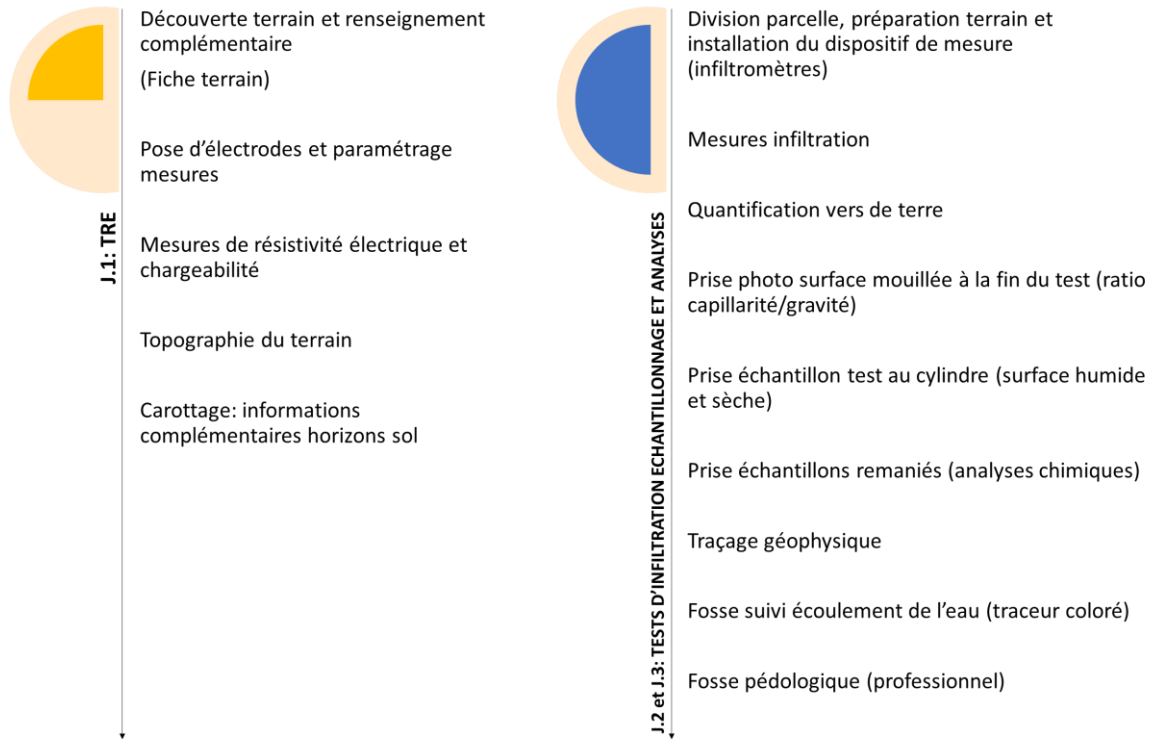 Découverte terrain et renseignement
complémentaire
(Fiche terrain)
Pose d'électrodes et paramétrage
mesures
J.1: TRE
Mesures de résistivité électrique et
chargeabilité
Topographie du terrain
Carottage: informations
complémentaires horizons sol
Division parcelle, préparation terrain et
installation du dispositif de mesure
(infiltromètres)
Mesures infiltration
Quantification vers de terre
J.2 et J.3: TESTS D'INFILTRATION ECHANTILLONNAGE ET ANALYSES
Prise photo surface mouillée à la fin du test (ratio
capillarité/gravité)
Prise échantillon test au cylindre (surface humide
et sèche)
Prise échantillons remaniés (analyses chimiques)
Traçage géophysique
Fosse suivi écoulement de l'eau (traceur coloré)
Fosse pédologique (professionnel)